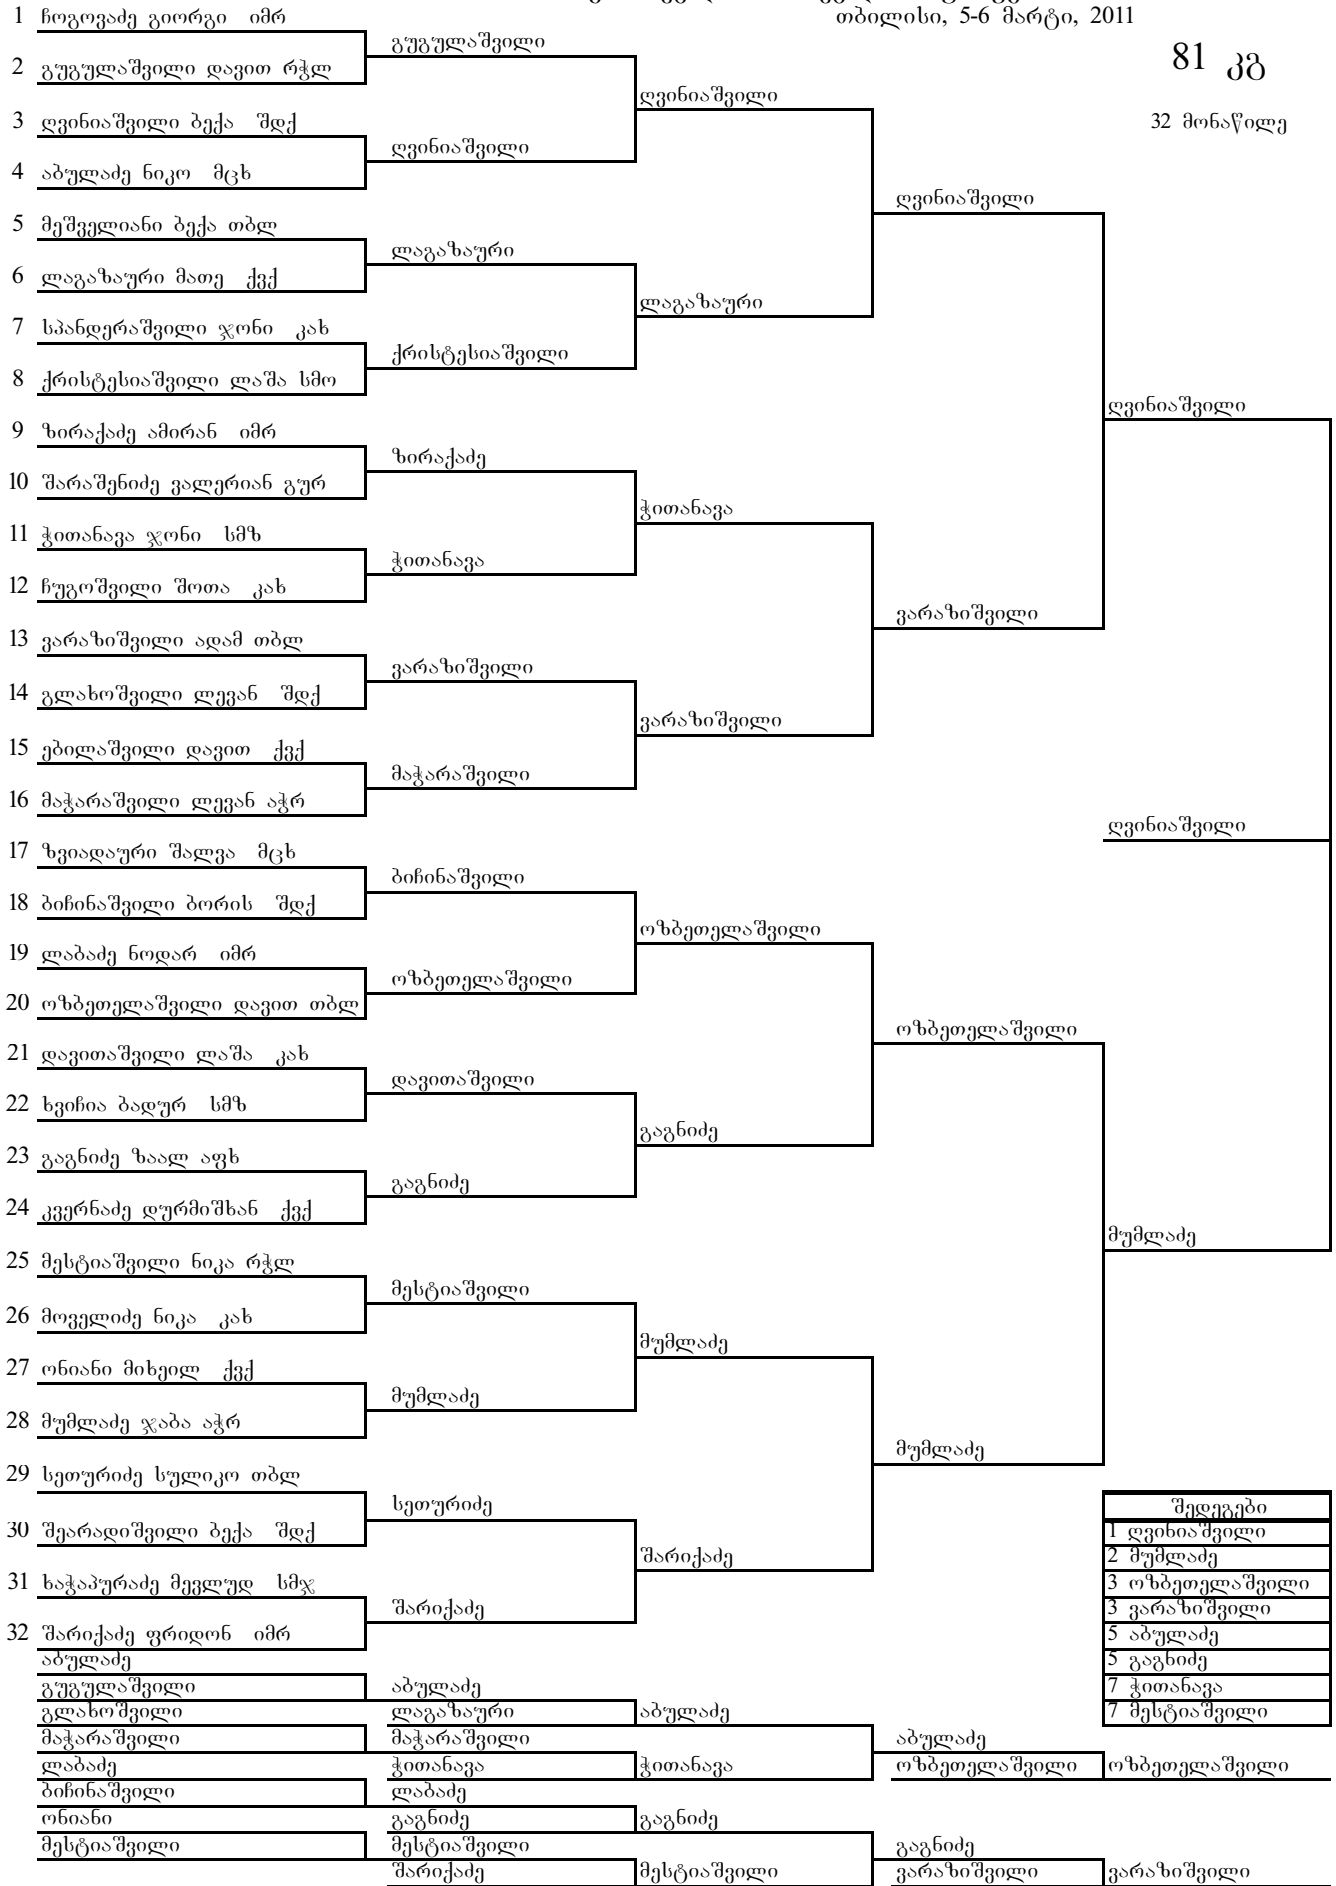 თბილისი, 5-6 მარტი, 2011
81 კგ
32 მონაწილე
1 ჩოგოვაძე გიორგი იმრ
გუგულაშვილი
2 გუგულაშვილი დავით რჭლ
ღვინიაშვილი
3 ღვინიაშვილი ბექა შდქ
ღვინიაშვილი
4 აბულაძე ნიკო მცხ
ღვინიაშვილი
5 მეშველიანი ბექა თბლ
ლაგაზაური
6 ლაგაზაური მათე ქვქ
ლაგაზაური
7 სპანდერაშვილი ჯონი კახ
ქრისტესიაშვილი
8 ქრისტესიაშვილი ლაშა სმო
ღვინიაშვილი
9 ზირაქაძე ამირან იმრ
ზირაქაძე
10 შარაშენიძე ვალერიან გურ
ჭითანავა
11 ჭითანავა ჯონი სმზ
ჭითანავა
12 ჩუგოშვილი შოთა კახ
ვარაზიშვილი
13 ვარაზიშვილი ადამ თბლ
ვარაზიშვილი
14 გლახოშვილი ლევან შდქ
ვარაზიშვილი
15 ებილაშვილი დავით ქვქ
მაჭარაშვილი
16 მაჭარაშვილი ლევან აჭრ
ღვინიაშვილი
17 ზვიადაური შალვა მცხ
ბიჩინაშვილი
18 ბიჩინაშვილი ბორის შდქ
ოზბეთელაშვილი
19 ლაბაძე ნოდარ იმრ
ოზბეთელაშვილი
20 ოზბეთელაშვილი დავით თბლ
ოზბეთელაშვილი
21 დავითაშვილი ლაშა კახ
დავითაშვილი
22 ხვიჩია ბადურ სმზ
გაგნიძე
23 გაგნიძე ზაალ აფხ
გაგნიძე
24 კვერნაძე დურმიშხან ქვქ
მუმლაძე
25 მესტიაშვილი ნიკა რჭლ
მესტიაშვილი
26 მოველიძე ნიკა კახ
მუმლაძე
27 ონიანი მიხეილ ქვქ
მუმლაძე
28 მუმლაძე ჯაბა აჭრ
მუმლაძე
29 სეთურიძე სულიკო თბლ
სეთურიძე
30 შეარადიშვილი ბექა შდქ
შარიქაძე
31 ხაჭაპურაძე მევლუდ სმჯ
შარიქაძე
32 შარიქაძე ფრიდონ იმრ
შედეგები
1 ღვინიაშვილი
2 მუმლაძე
3 ოზბეთელაშვილი
3 ვარაზიშვილი
5 აბულაძე
5 გაგნიძე
7 ჭითანავა
7 მესტიაშვილი
აბულაძე
გუგულაშვილი აბულაძე
გლახოშვილი ლაგაზაური აბულაძე
მაჭარაშვილი მაჭარაშვილი აბულაძე
ლაბაძე ჭითანავა ჭითანავა ოზბეთელაშვილი ოზბეთელაშვილი
ბიჩინაშვილი ლაბაძე
ონიანი გაგნიძე გაგნიძე
მესტიაშვილი მესტიაშვილი გაგნიძე
შარიქაძე მესტიაშვილი ვარაზიშვილი ვარაზიშვილი